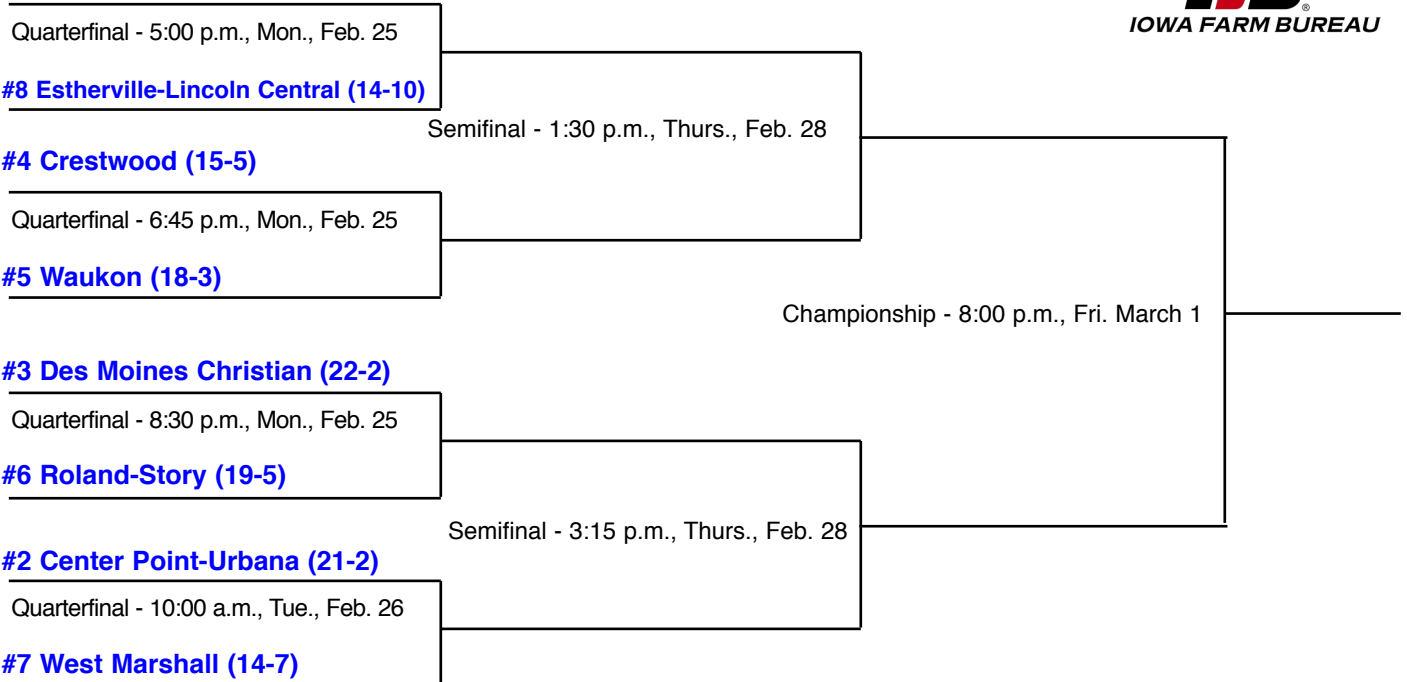 ®
IOWA FARM BUREAU
Quarterfinal - 5:00 p.m., Mon., Feb. 25
#8 Estherville-Lincoln Central (14-10)
Semifinal - 1:30 p.m., Thurs., Feb. 28
#4 Crestwood (15-5)
Quarterfinal - 6:45 p.m., Mon., Feb. 25
#5 Waukon (18-3)
Championship - 8:00 p.m., Fri. March 1
#3 Des Moines Christian (22-2)
Quarterfinal - 8:30 p.m., Mon., Feb. 25
#6 Roland-Story (19-5)
Semifinal - 3:15 p.m., Thurs., Feb. 28
#2 Center Point-Urbana (21-2)
Quarterfinal - 10:00 a.m., Tue., Feb. 26
#7 West Marshall (14-7)